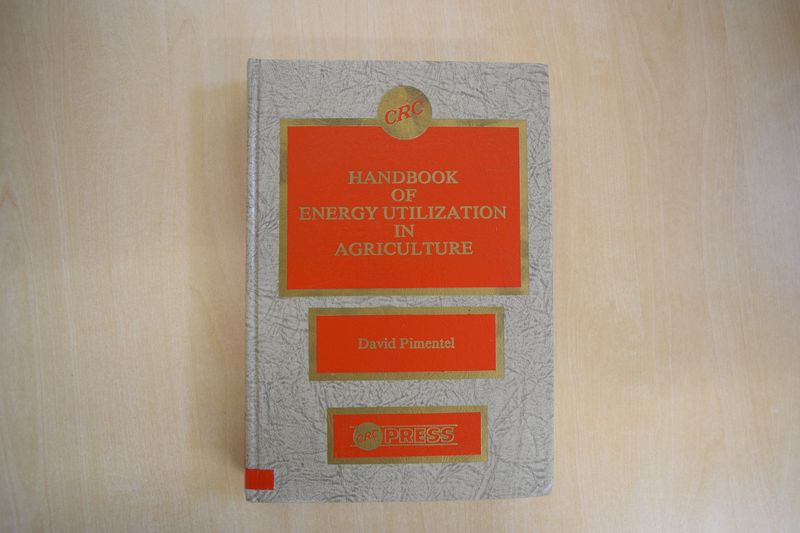 CRC
HANDBOOK
OF
ENERGY UTILIZATION
IN
AGRICULTURE
David Pimentel
CRC PRESS